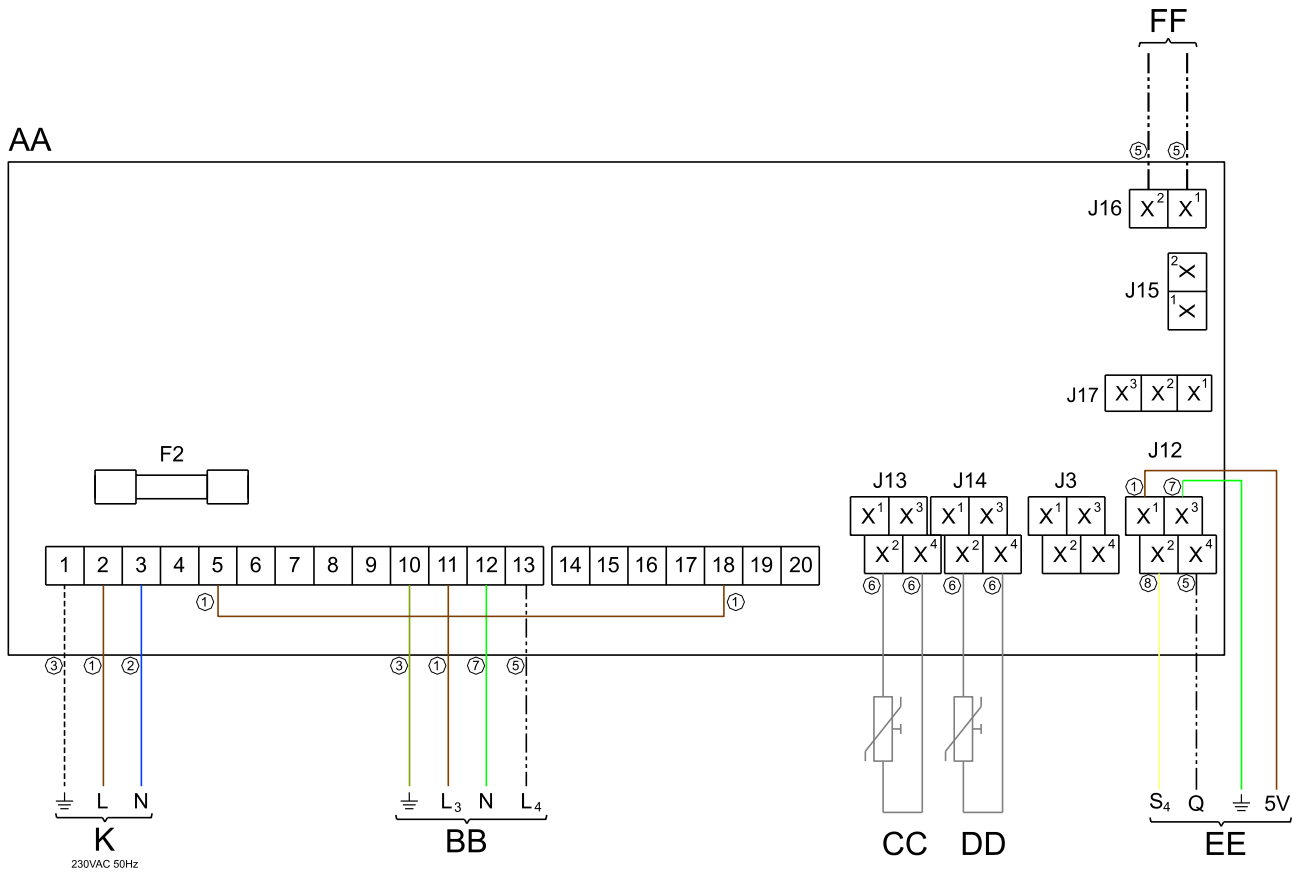 FF
AA
5 5
J16 X2 X1
2 X
J15
1 X
J17 X3 X2 X1
F2
J12
J13 J14 J3
1 7
X1 X3 X1 X3 X1 X3 X1 X3
X2 X4 X2 X4 X2 X4 X2 X4
1 2 3 4 5 6 7 8 9 10 11 12 13 14 15 16 17 18 19 20
6 6 6 6 8 5
1 1
3 1 2 3 1 7 5
L N L3 N L4 S4 Q 5V
K BB CC DD EE
230VAC 50Hz